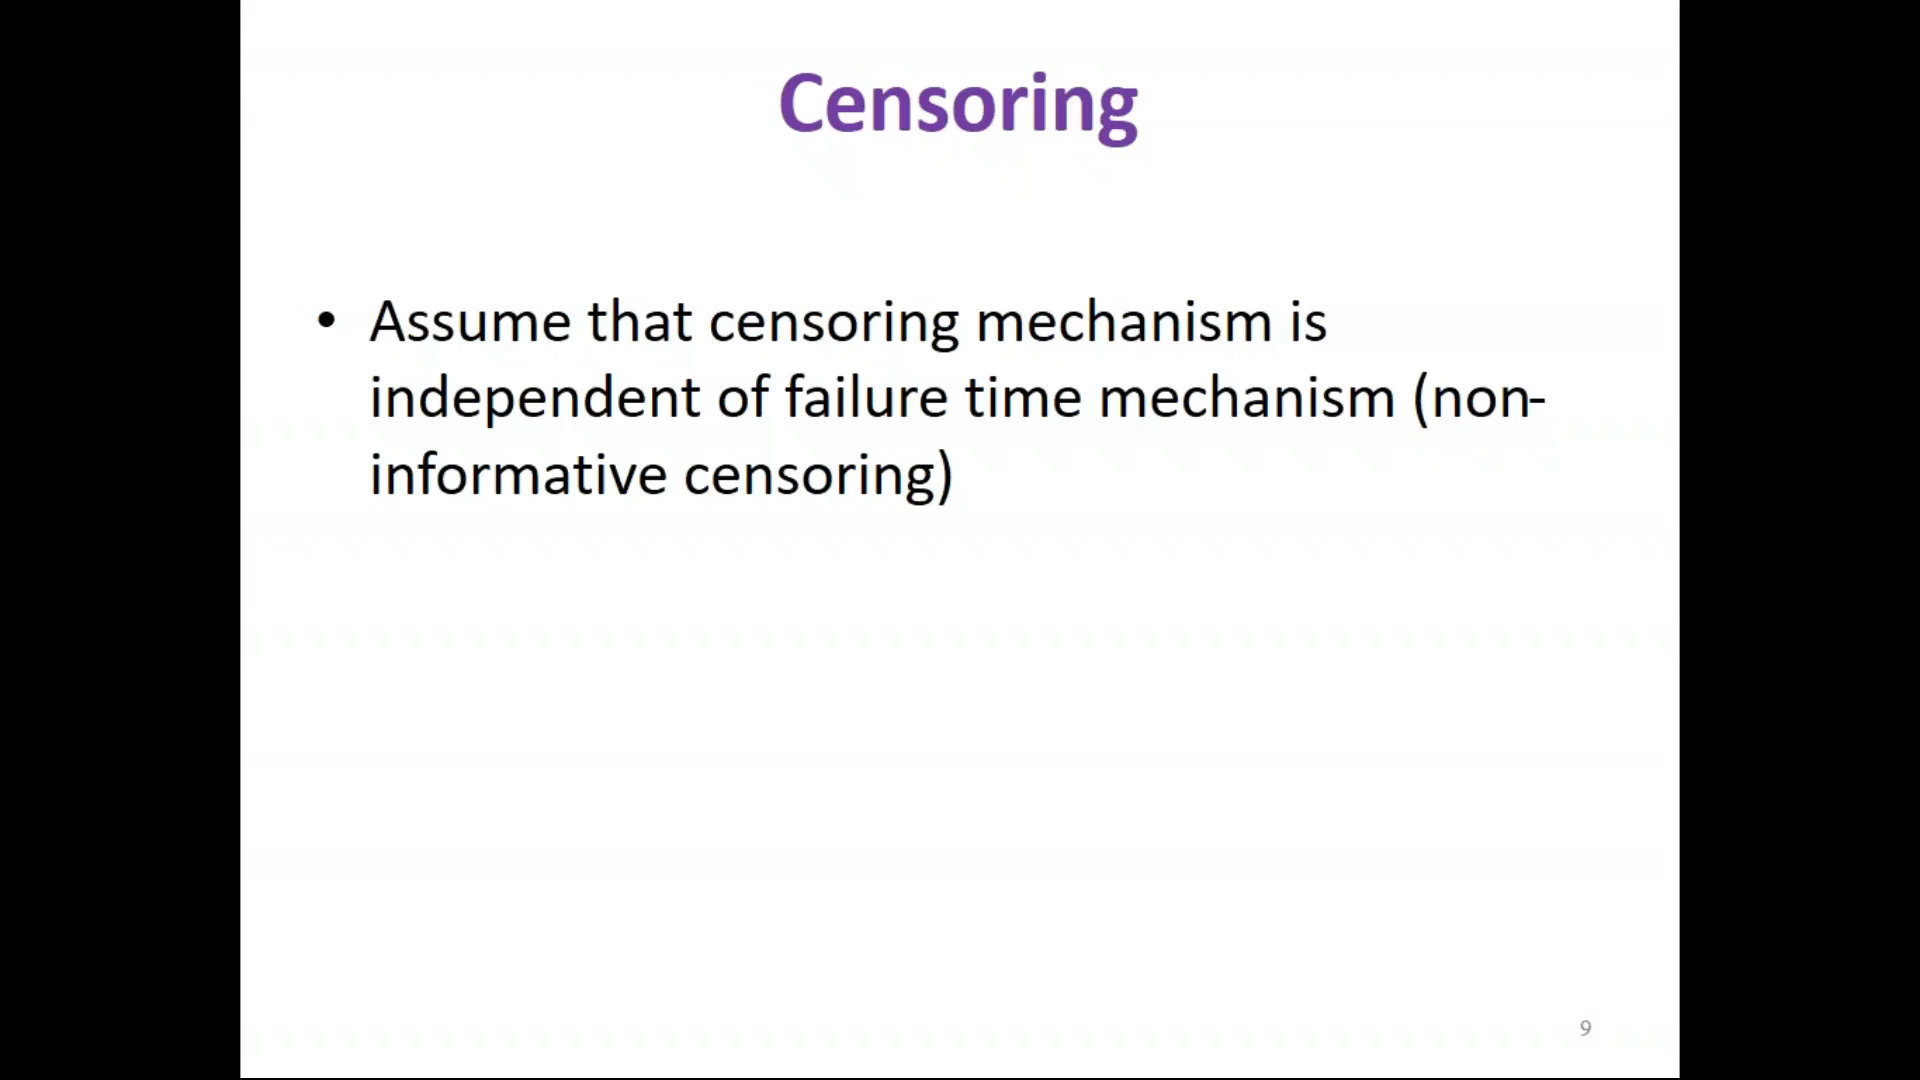 Censoring
• Assume that censoring mechanism is
independent of failure time mechanism (non-
informative censoring)
9